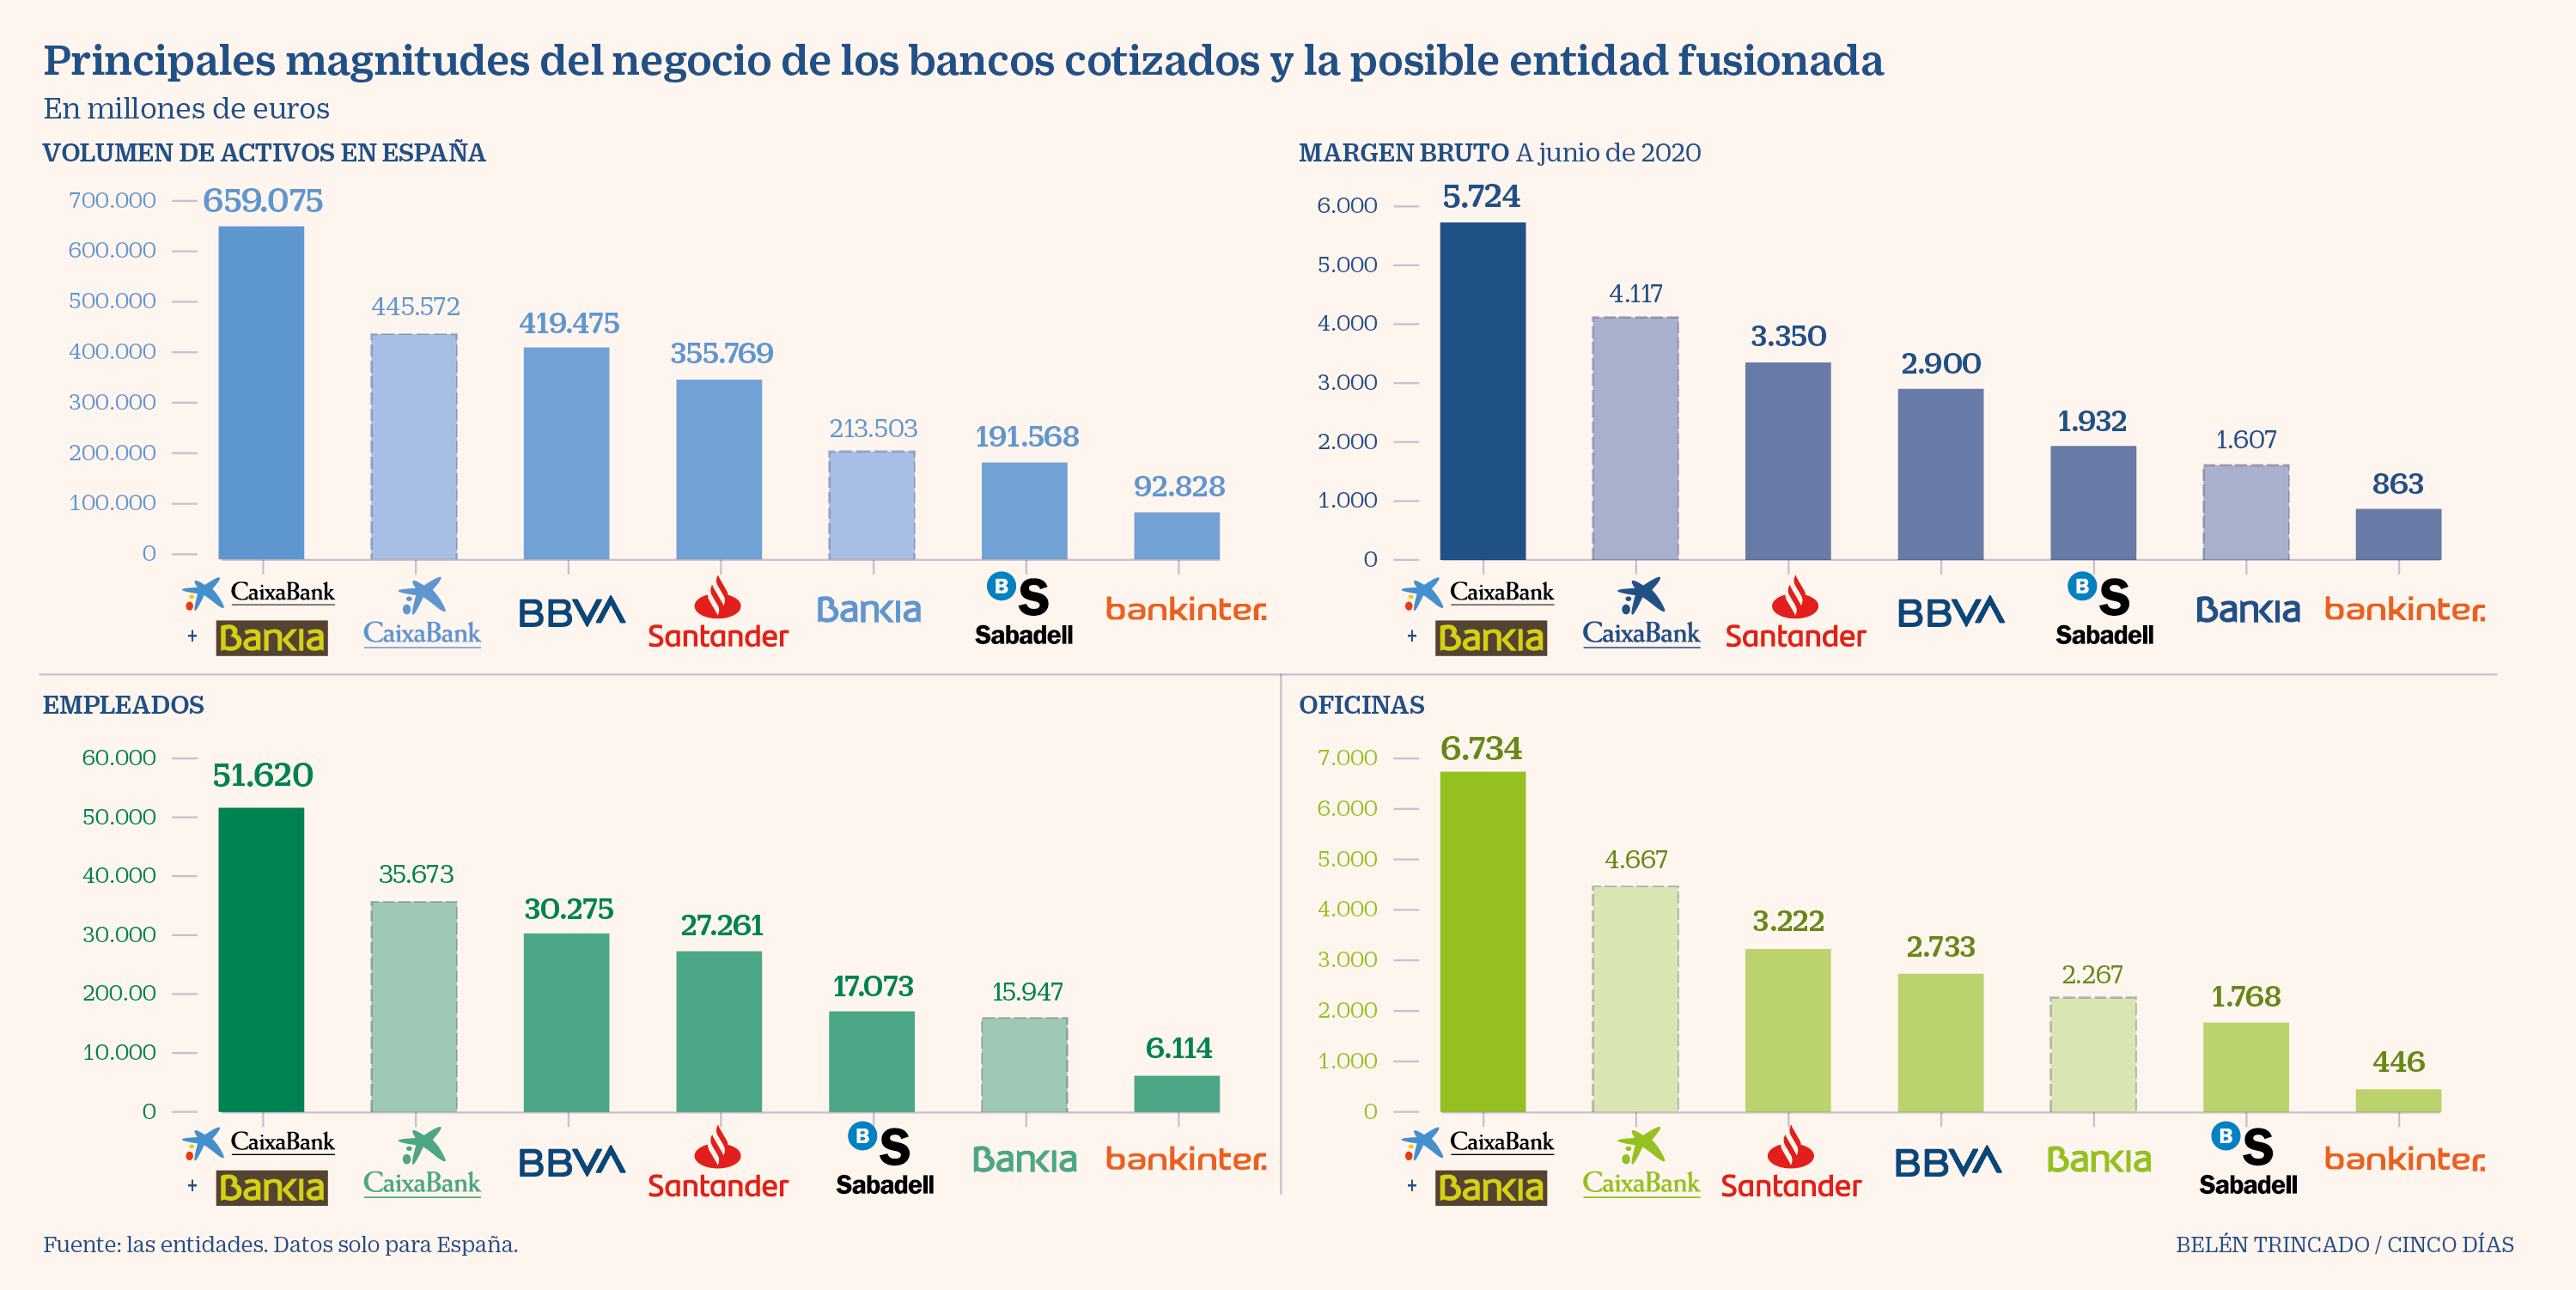 Principales magnitudes del negocio de los bancos cotizados y la posible entidad fusionada
En millones de euros
VOLUMEN DE ACTIVOS EN ESPAÑA
700.000
600.000
500.000
400.000
300.000
200.000
100.000
0
659.075
445.572
419.475
355.769
213.503
191.568
92.828
CaixaBank
+ Bankia
CaixaBank
BBVA
Santander
Bankia
B S
Sabadell
bankinter.
MARGEN BRUTO A junio de 2020
6.000
5.000
4.000
3.000
2.000
1.000
0
5.724
4.117
3.350
2.900
1.932
1.607
863
CaixaBank
+ Bankia
CaixaBank
Santander
BBVA
B S
Sabadell
Bankia
bankinter.
EMPLEADOS
60.000
50.000
40.000
30.000
200.00
10.000
0
51.620
35.673
30.275
27.261
17.073
15.947
6.114
CaixaBank
+ Bankia
CaixaBank
BBVA
Santander
B S
Sabadell
Bankia
bankinter.
OFICINAS
7.000
6.000
5.000
4.000
3.000
2.000
1.000
0
6.734
4.667
3.222
2.733
2.267
1.768
446
CaixaBank
+ Bankia
CaixaBank
Santander
BBVA
Bankia
B S
Sabadell
bankinter.
Fuente: las entidades. Datos solo para España.
BELÉN TRINCADO / CINCO DÍAS